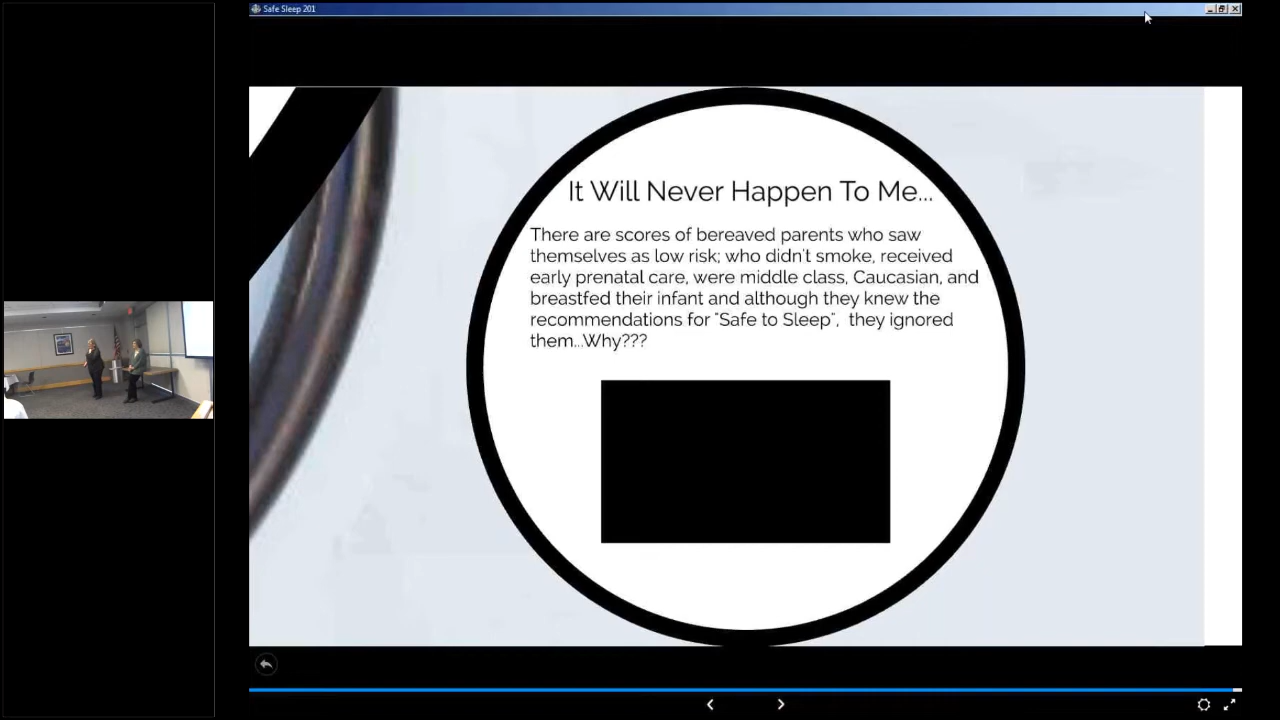 Safe Sleep 201
It Will Never Happen To Me...
There are scores of bereaved parents who saw
themselves as low risk; who didn't smoke, received
early prenatal care, were middle class, Caucasian, and
breastfed their infant and although they knew the
recommendations for "Safe to Sleep",  they ignored
them...Why???